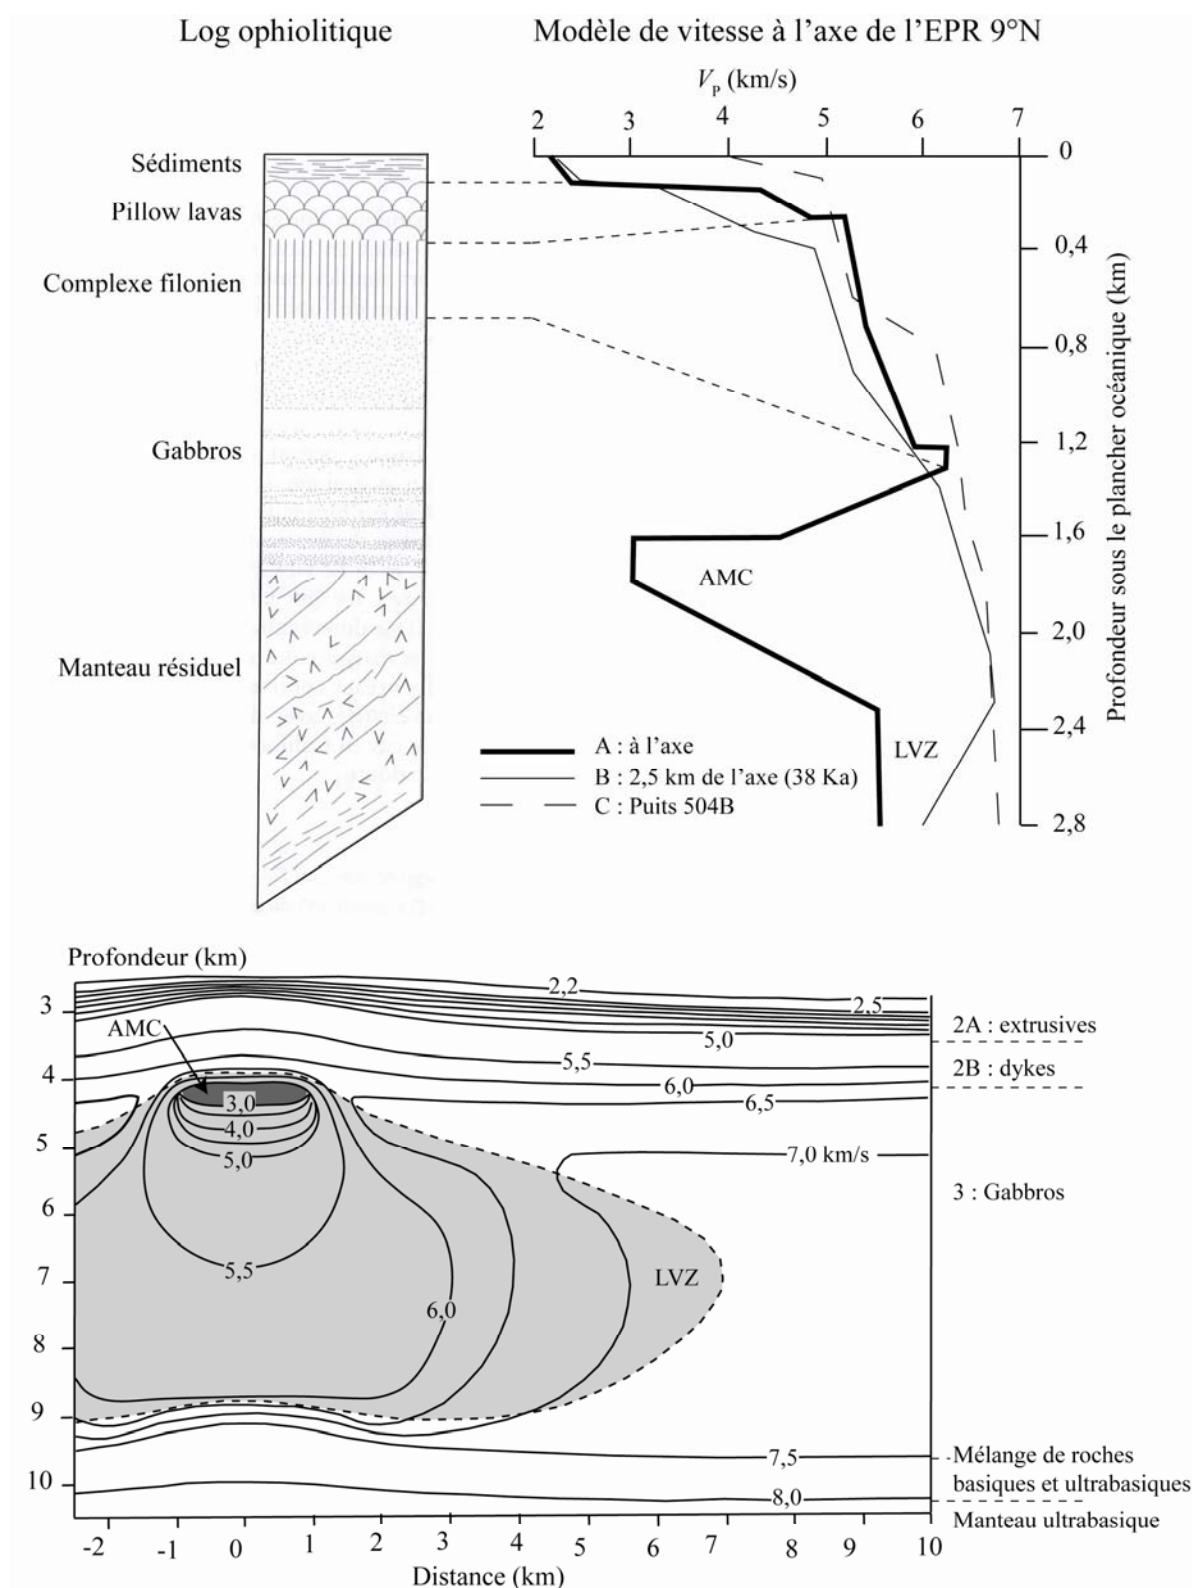 Log ophiolitique
Modèle de vitesse à l'axe de l'EPR 9°N
VP (km/s)
2 3 4 5 6 7
Sédiments
Pillow lavas
Complexe filonien
Gabbros
Manteau résiduel
0
0,4
0,8
1,2
1,6
2,0
2,4
2,8
Profondeur sous le plancher océanique (km)
AMC
LVZ
A : à l'axe
B : 2,5 km de l'axe (38 Ka)
C : Puits 504B
Profondeur (km)
3
4
5
6
7
8
9
10
AMC
2,2
2,5
5,0
5,5
6,0
6,5
7,0 km/s
3,0
4,0
5,0
5,5
6,0
LVZ
7,5
8,0
2A : extrusives
2B : dykes
3 : Gabbros
Mélange de roches
basiques et ultrabasiques
Manteau ultrabasique
-2 -1 0 1 2 3 4 5 6 7 8 9 10
Distance (km)